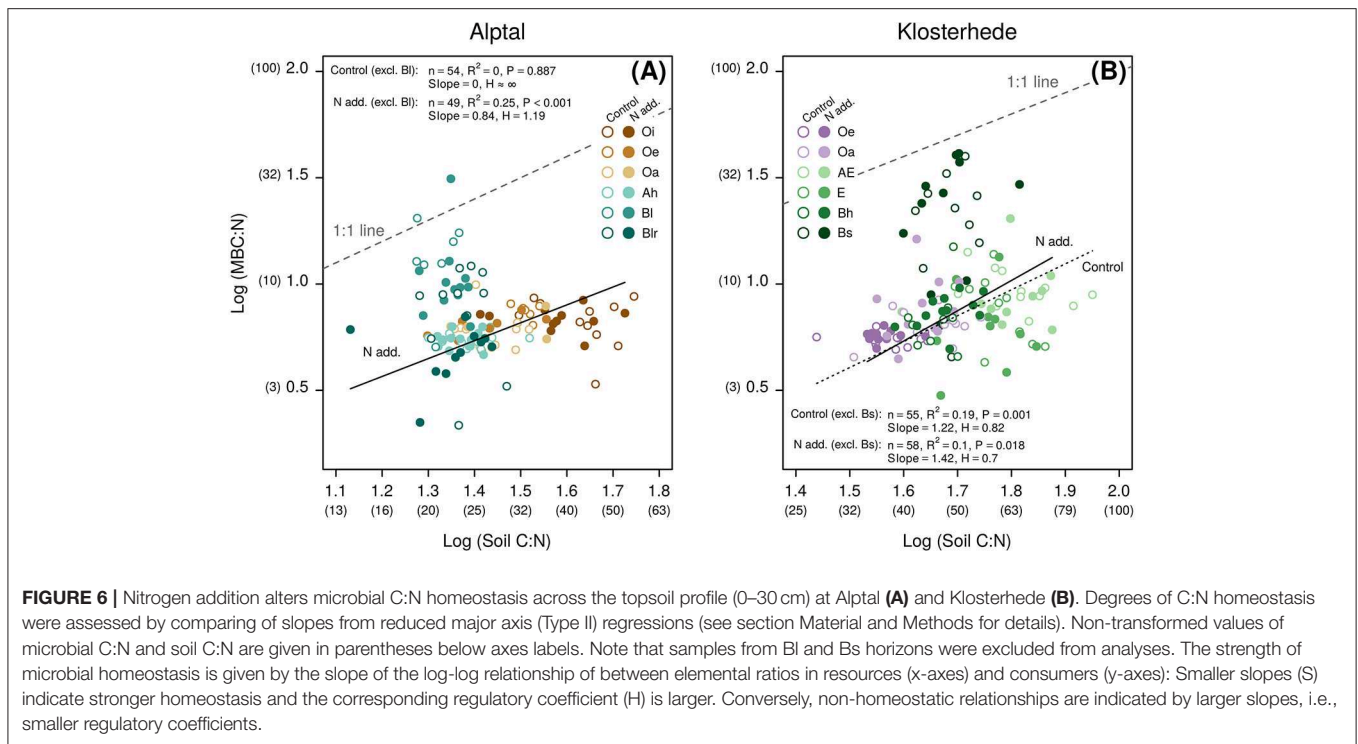 Alptal
Klosterhede
(A)
Control (excl. Bl): n = 54, R2 = 0, P = 0.887
Slope = 0, H ≈ ∞
N add. (excl. Bl): n = 49, R2 = 0.25, P < 0.001
Slope = 0.84, H = 1.19
Control
N add.
Oi
Oe
Oa
Ah
Bl
Blr
1:1 line
N add.
(100) 2.0
(32) 1.5
(10) 1.0
(3) 0.5
Log (MBC:N)
1.1 1.2 1.3 1.4 1.5 1.6 1.7 1.8
(13) (16) (20) (25) (32) (40) (50) (63)
Log (Soil C:N)
(B)
1:1 line
Control
N add.
Oe
Oa
AE
E
Bh
Bs
N add.
Control
Control (excl. Bs): n = 55, R2 = 0.19, P = 0.001
Slope = 1.22, H = 0.82
N add. (excl. Bs): n = 58, R2 = 0.1, P = 0.018
Slope = 1.42, H = 0.7
(100) 2.0
(32) 1.5
(10) 1.0
(3) 0.5
Log (MBC:N)
1.4 1.5 1.6 1.7 1.8 1.9 2.0
(25) (32) (40) (50) (63) (79) (100)
Log (Soil C:N)
FIGURE 6 | Nitrogen addition alters microbial C:N homeostasis across the topsoil profile (0–30 cm) at Alptal (A) and Klosterhede (B). Degrees of C:N homeostasis
were assessed by comparing of slopes from reduced major axis (Type II) regressions (see section Material and Methods for details). Non-transformed values of
microbial C:N and soil C:N are given in parentheses below axes labels. Note that samples from Bl and Bs horizons were excluded from analyses. The strength of
microbial homeostasis is given by the slope of the log-log relationship of between elemental ratios in resources (x-axes) and consumers (y-axes): Smaller slopes (S)
indicate stronger homeostasis and the corresponding regulatory coefficient (H) is larger. Conversely, non-homeostatic relationships are indicated by larger slopes, i.e.,
smaller regulatory coefficients.